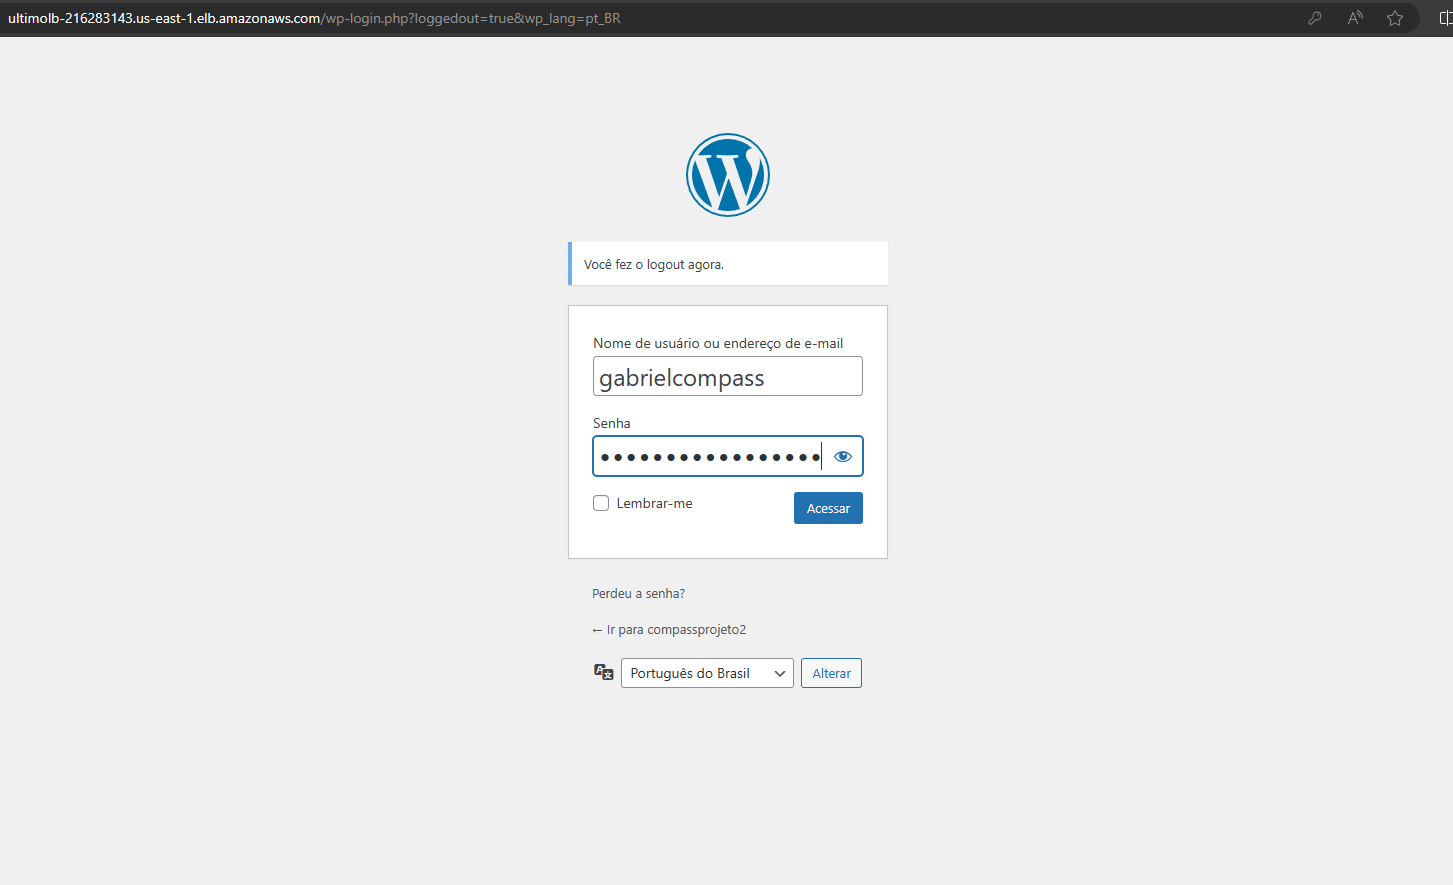 ultimolb-216283143.us-east-1.elb.amazonaws.com/wp-login.php?loggedout=true&wp_lang=pt_BR
Você fez o logout agora.
Nome de usuário ou endereço de e-mail
gabrielcompass
Senha
•••••••••••••••••
Lembrar-me
Acessar
Perdeu a senha?
← Ir para compassprojeto2
Português do Brasil
Alterar